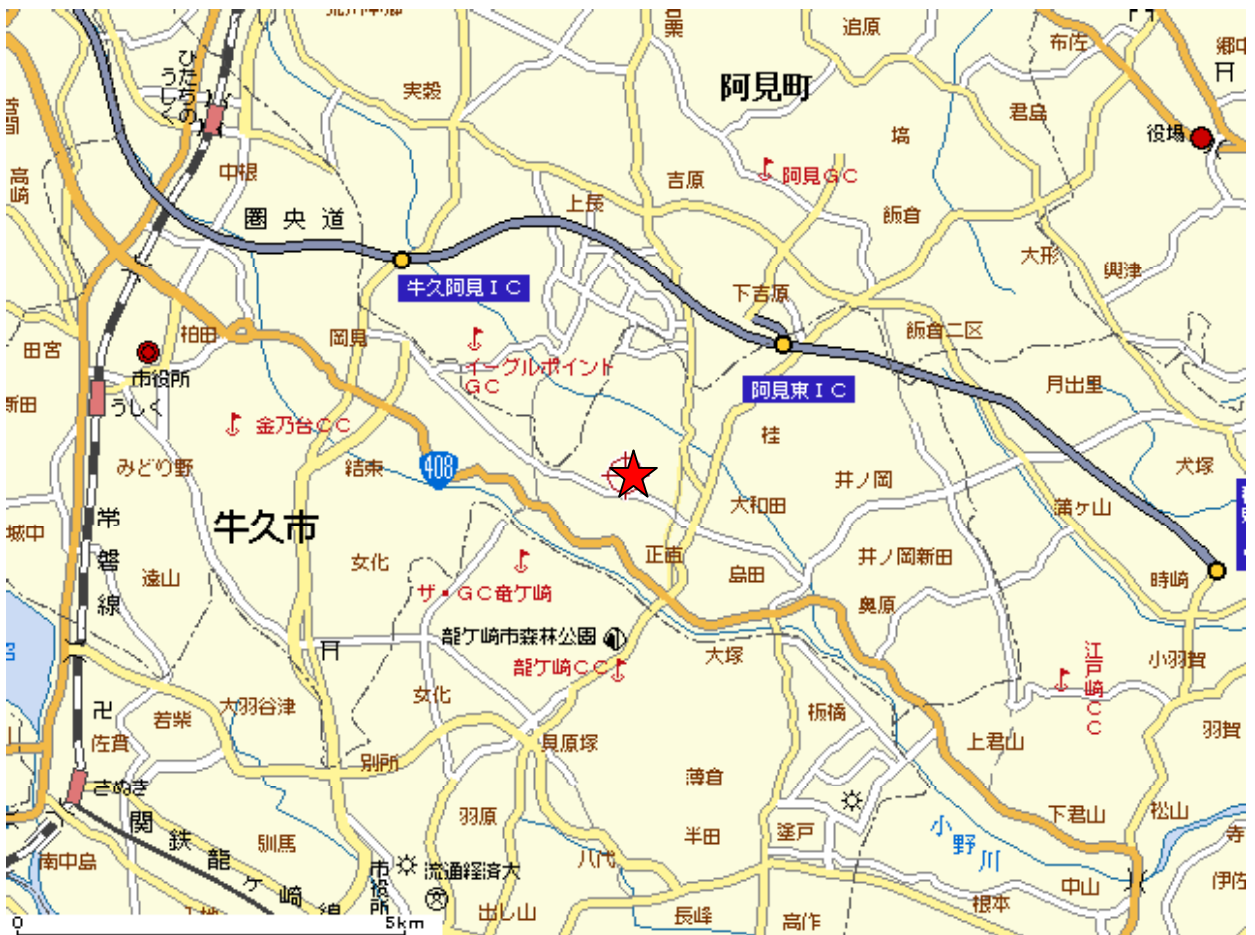 阿見町
追原
布佐
実穀
君島
塙
役場
ひたちの
うしく
中根
高崎
吉原
阿見GC
上長
飯倉
圏央道
大形
興津
牛久阿見IC
下吉原
飯倉二区
柏田
岡見
田宮
市役所
イーグルポイント
GC
阿見東IC
月出里
新田
うしく
金乃台CC
桂
みどり野
結束
408
井ノ岡
犬塚
大和田
蒲ヶ山
城中
常磐線
牛久市
正直
井ノ岡新田
島田
女化
遠山
時崎
ザ・GC竜ケ崎
奥原
龍ケ崎市森林公園
大塚
小羽賀
龍ケ崎CC
江戸崎CC
女化
大羽谷津
若柴
板橋
羽賀
佐貫
貝原塚
上君山
別所
薄倉
さぬき
羽原
下君山
松山
関鉄龍ケ崎線
半田
小野川
馴馬
塗戸
南中島
八代
市役所
流通経済大
中山
伊佐
根本
出し山
長峰
高作
0
5km